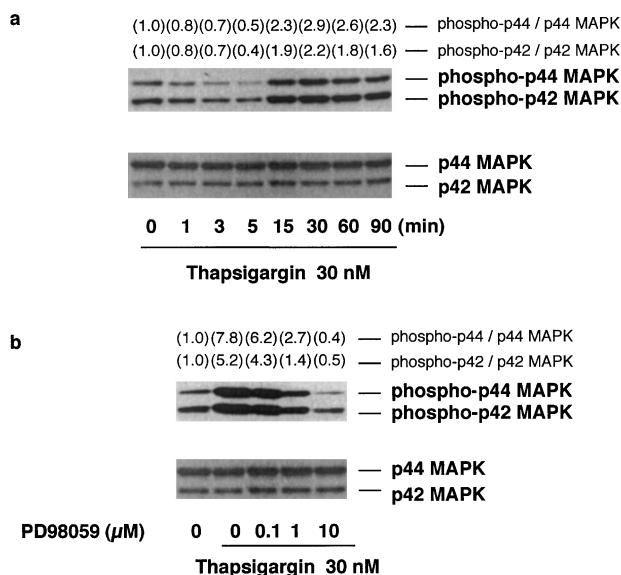 a
(1.0)(0.8)(0.7)(0.5)(2.3)(2.9)(2.6)(2.3) — phospho-p44 / p44 MAPK
(1.0)(0.8)(0.7)(0.4)(1.9)(2.2)(1.8)(1.6) — phospho-p42 / p42 MAPK
— phospho-p44 MAPK
— phospho-p42 MAPK
— p44 MAPK
— p42 MAPK
0 1 3 5 15 30 60 90 (min)
Thapsigargin 30 nM
b
(1.0)(7.8)(6.2)(2.7)(0.4) — phospho-p44 / p44 MAPK
(1.0)(5.2)(4.3)(1.4)(0.5) — phospho-p42 / p42 MAPK
— phospho-p44 MAPK
— phospho-p42 MAPK
— p44 MAPK
— p42 MAPK
PD98059 (μM) 0 0 0.1 1 10
Thapsigargin 30 nM